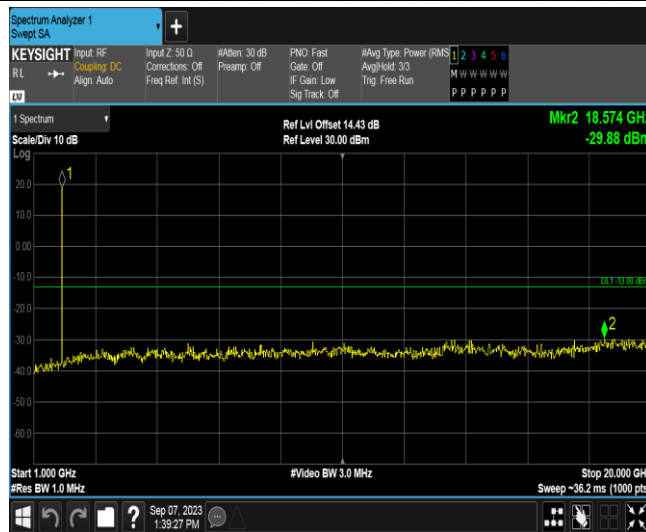 Spectrum Analyzer 1
Swept SA
+
KEYSIGHT
RL
LXI
Input: RF
Coupling: DC
Align: Auto
Input Z: 50 Ω
Corrections: Off
Freq Ref: Int (S)
#Atten: 30 dB
Preamp: Off
PNO: Fast
Gate: Off
IF Gain: Low
Sig Track: Off
#Avg Type: Power (RMS
Avg|Hold: 3/3
Trig: Free Run
1 2 3 4 5 6
M W W W W W
P P P P P P
1 Spectrum
Scale/Div 10 dB
Ref Lvl Offset 14.43 dB
Ref Level 30.00 dBm
Mkr2 18.574 GHz
-29.88 dBm
Log
1
20.0
10.0
0.00
-10.0
DL1 -13.00 dBm
-20.0
2
-30.0
-40.0
-50.0
-60.0
Start 1.000 GHz
#Video BW 3.0 MHz
Stop 20.000 GHz
#Res BW 1.0 MHz
Sweep ~36.2 ms (1000 pts)
?
Sep 07, 2023
1:39:27 PM